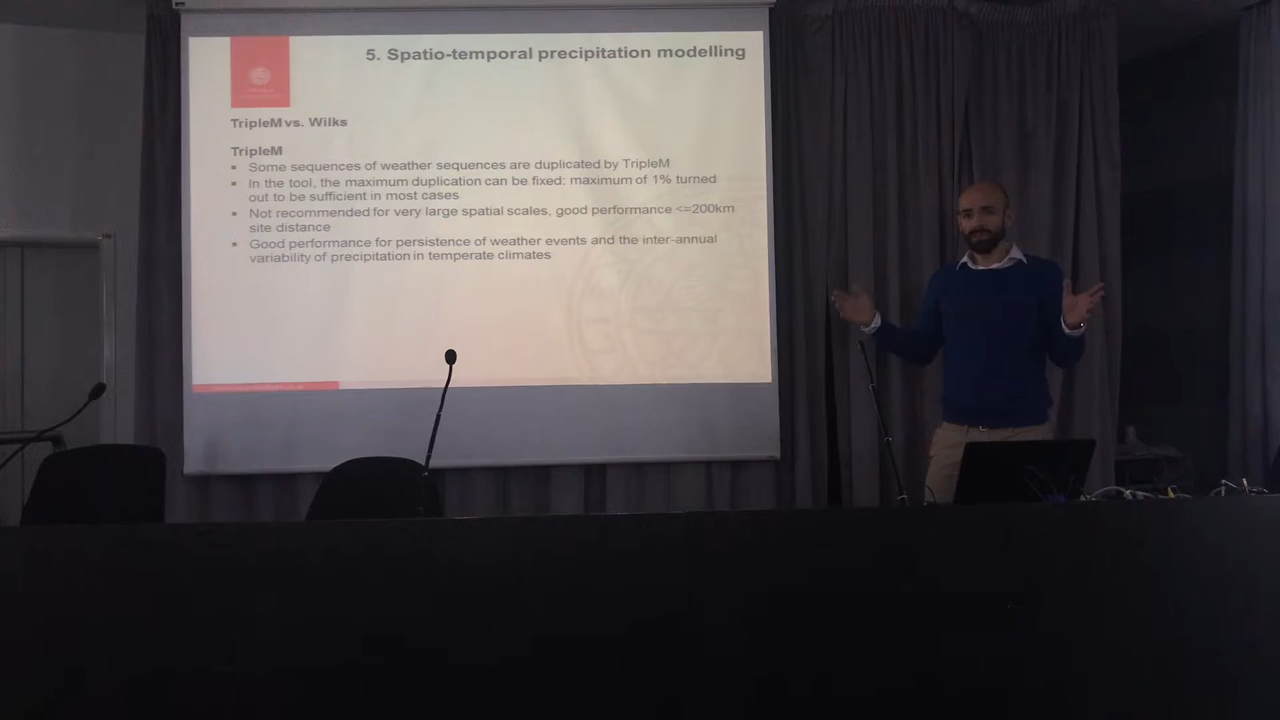 5. Spatio-temporal precipitation modelling
TripleM vs. Wilks
TripleM
▪ Some sequences of weather sequences are duplicated by TripleM
▪ In the tool, the maximum duplication can be fixed: maximum of 1% turned
out to be sufficient in most cases
▪ Not recommended for very large spatial scales, good performance <=200km
site distance
▪ Good performance for persistence of weather events and the inter-annual
variability of precipitation in temperate climates